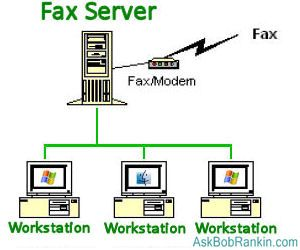 Fax Server
Fax
Fax/Modem
Workstation Workstation Workstation
AskBobRankin.com